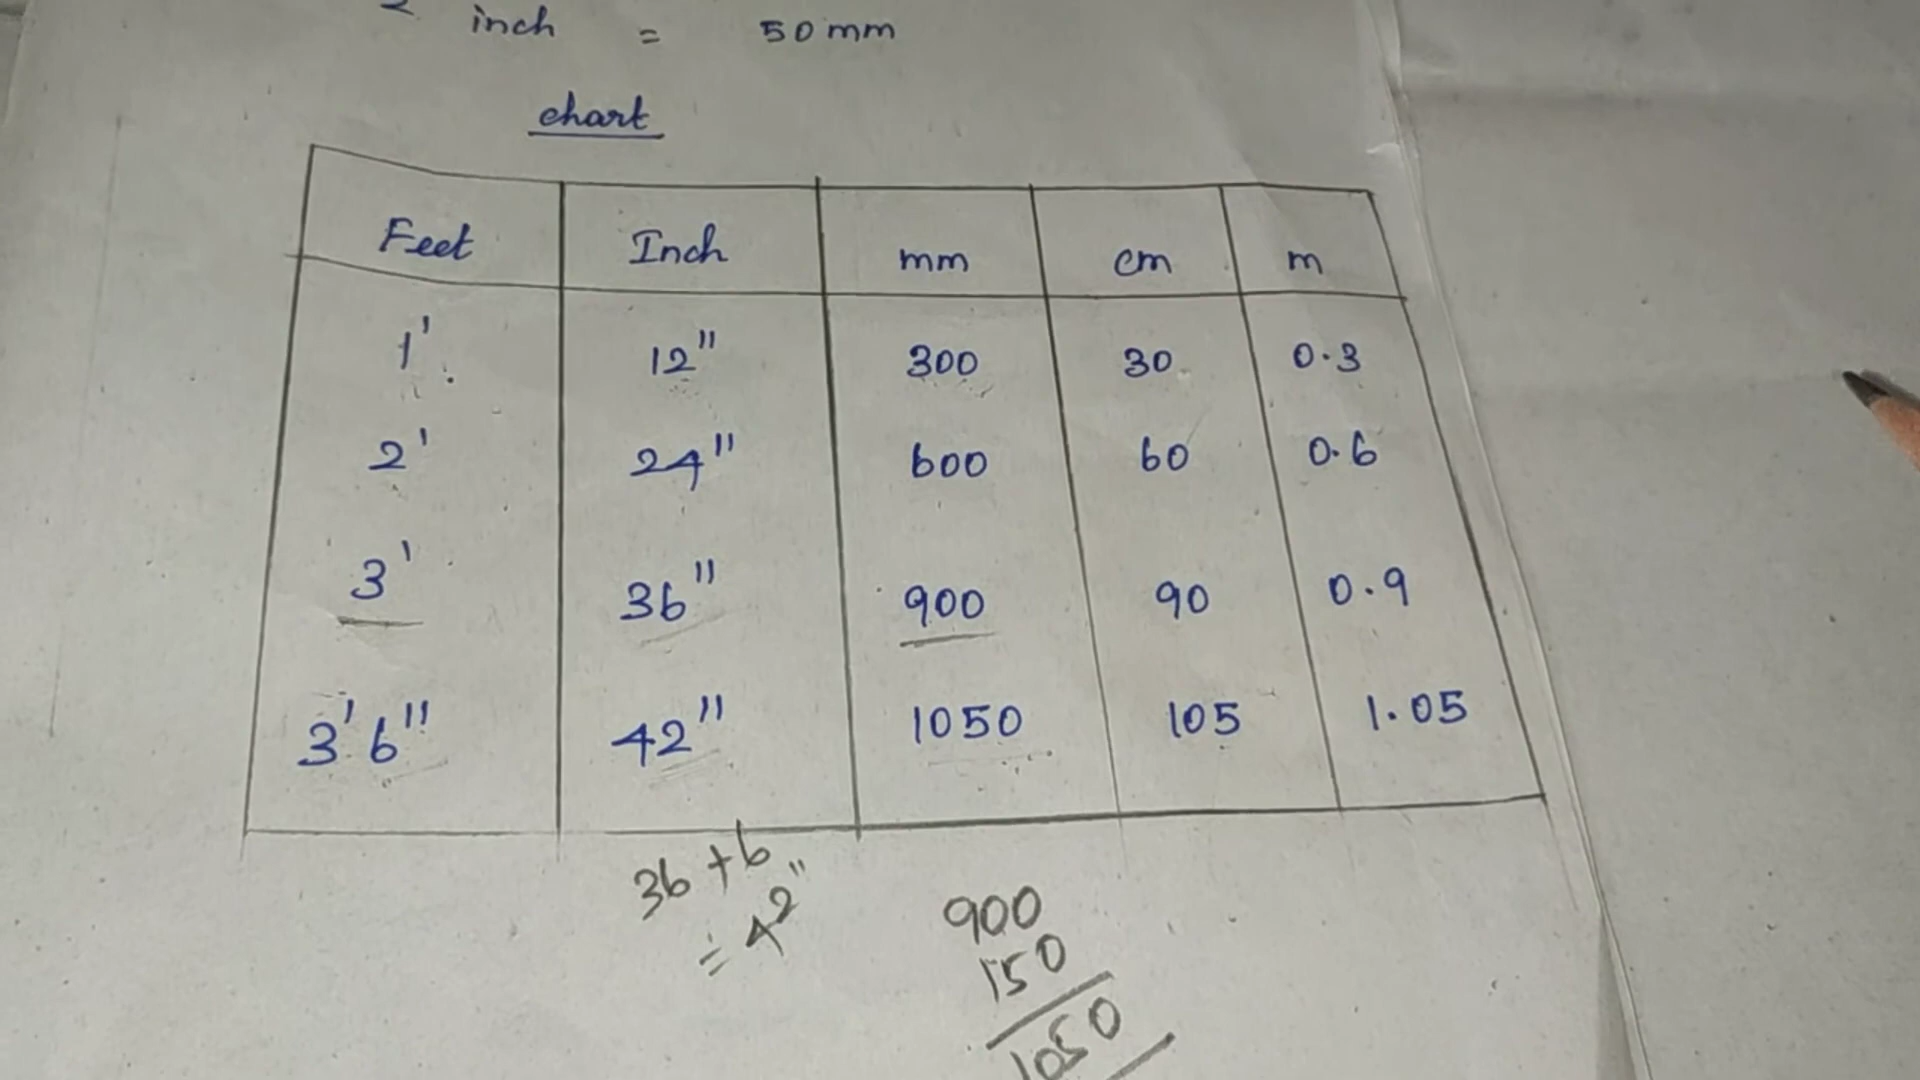 2 inch = 50 mm
chart
Feet Inch mm cm m
1' 12" 300 30 0.3
2' 24" 600 60 0.6
3' 36" 900 90 0.9
3'6" 42" 1050 105 1.05
36+6
= 42"
900
150
1050